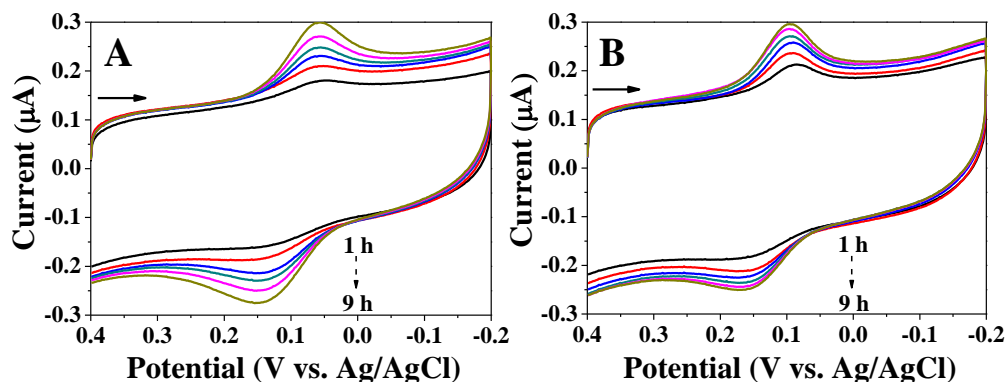 A
Current (µA)
0.3
0.2
0.1
0.0
-0.1
-0.2
-0.3
1 h
9 h
0.4 0.3 0.2 0.1 0.0 -0.1 -0.2
Potential (V vs. Ag/AgCl)
B
Current (µA)
0.3
0.2
0.1
0.0
-0.1
-0.2
-0.3
1 h
9 h
0.4 0.3 0.2 0.1 0.0 -0.1 -0.2
Potential (V vs. Ag/AgCl)